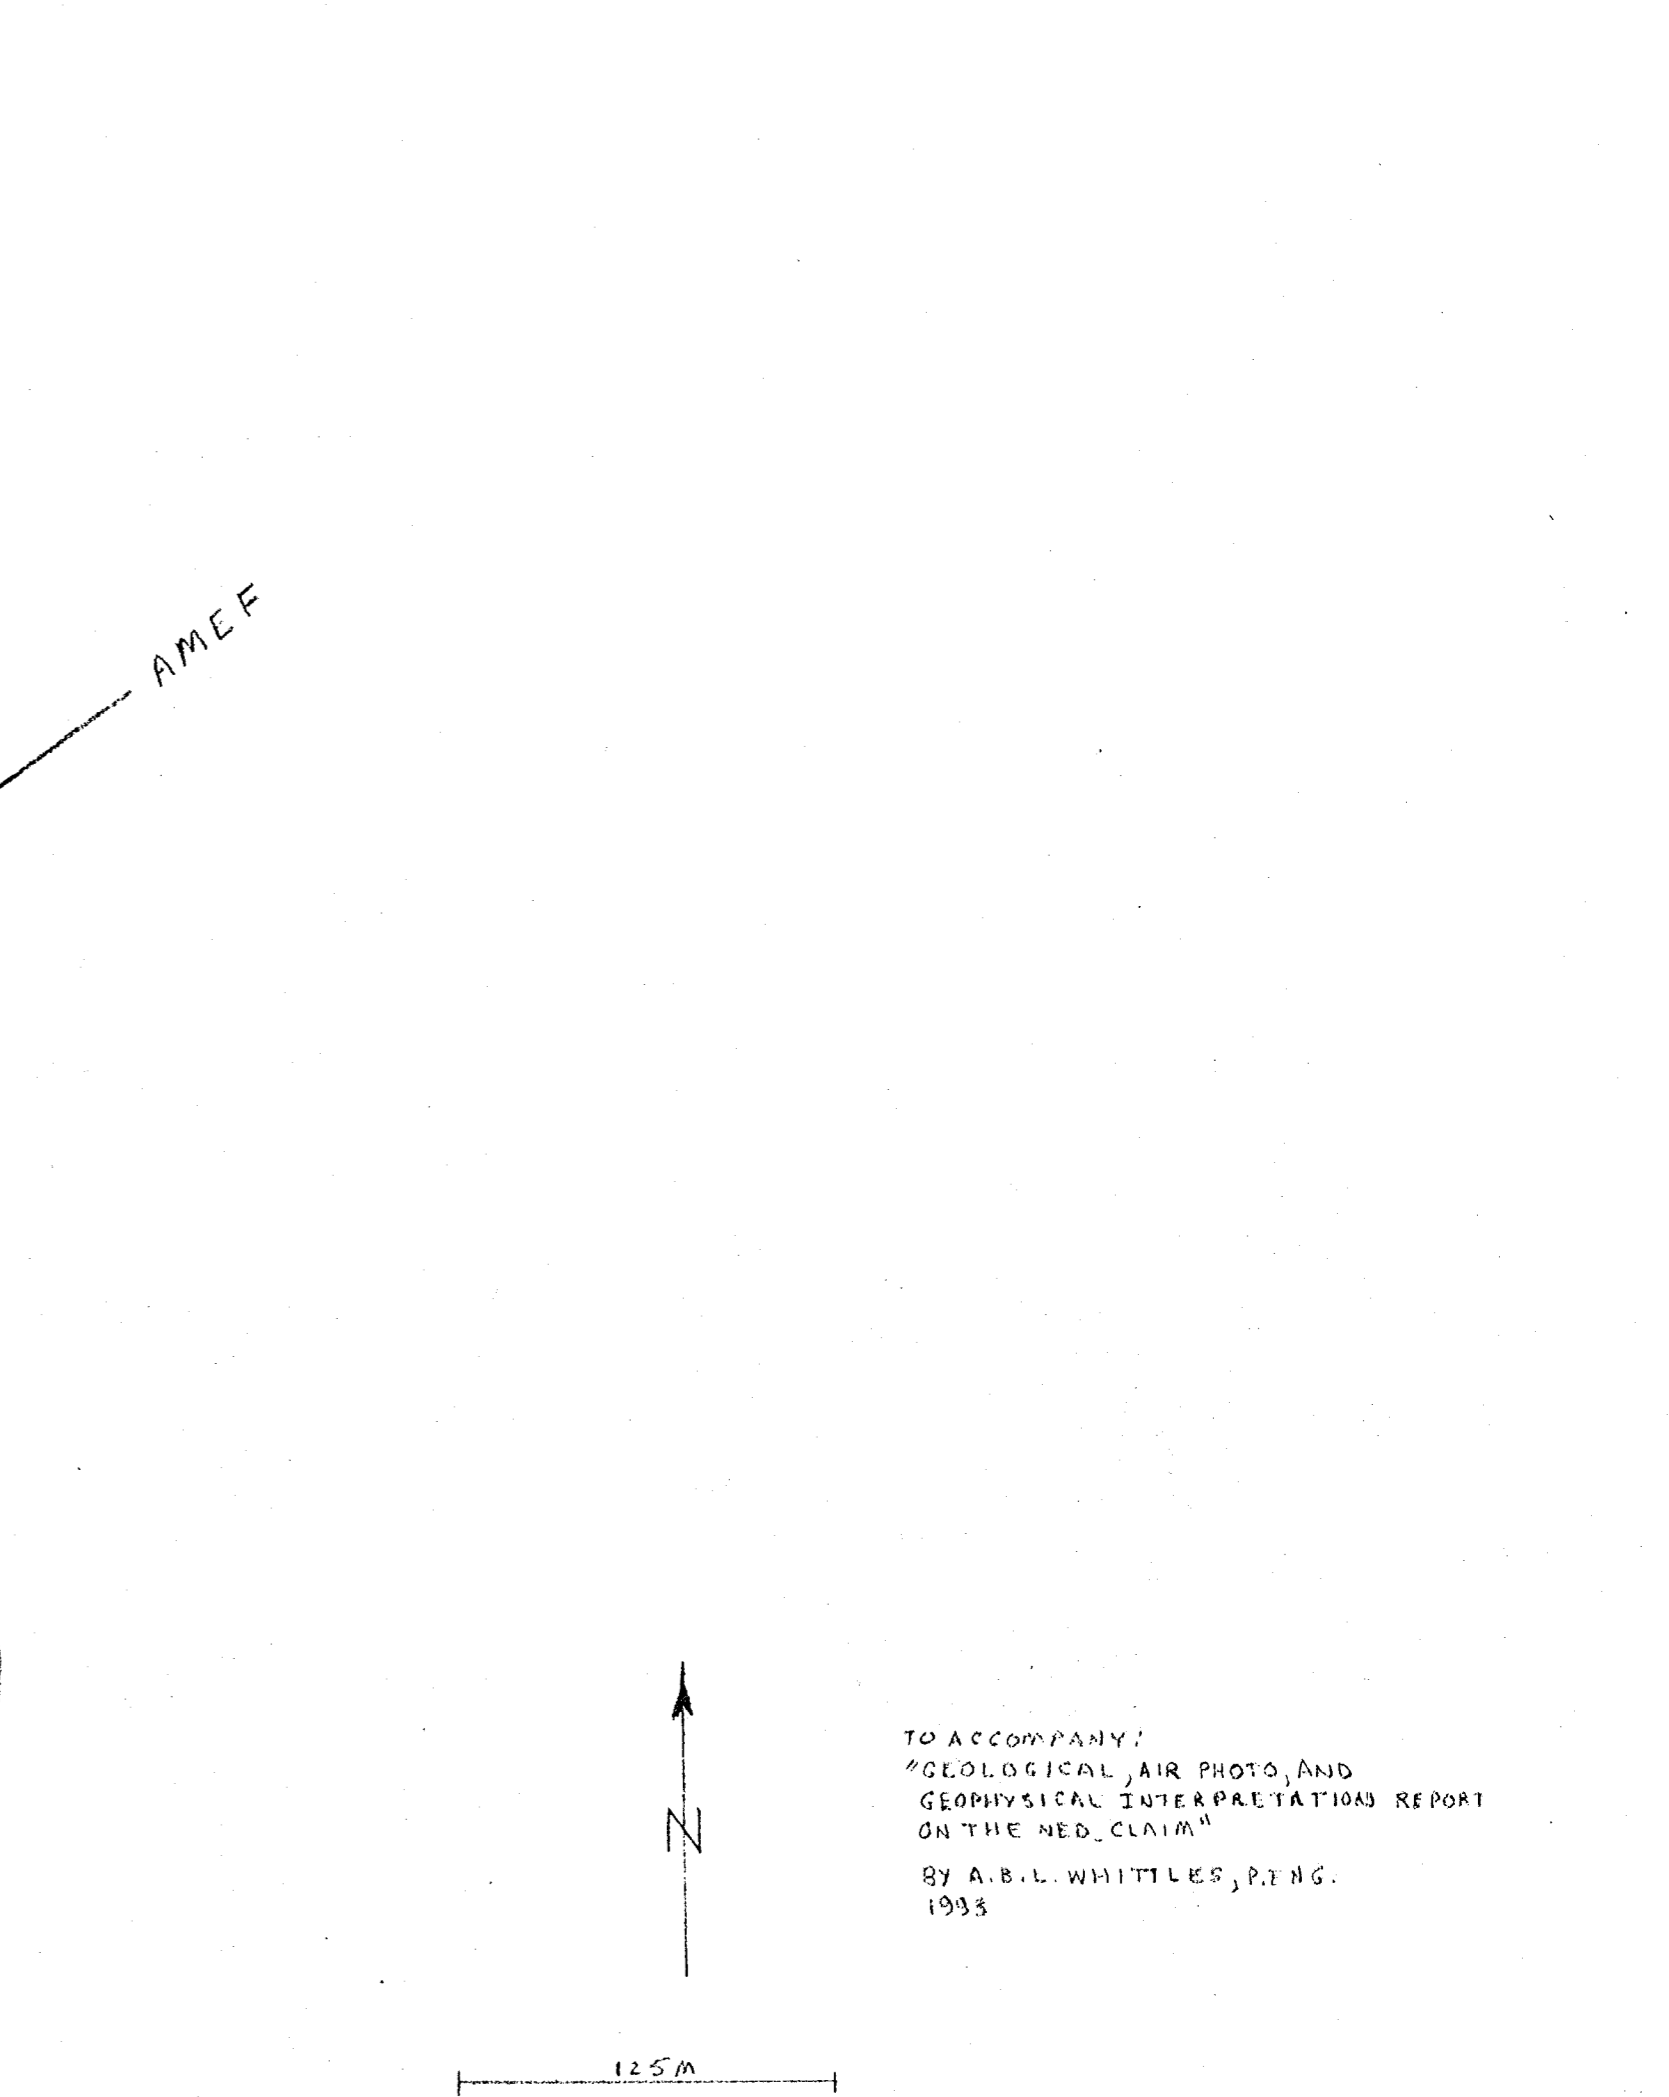 AMEF
N
TO ACCOMPANY:
"GEOLOGICAL, AIR PHOTO, AND
GEOPHYSICAL INTERPRETATION REPORT
ON THE NED CLAIM"
BY A.B.L. WHITTLES, P.ENG.
1993
125M